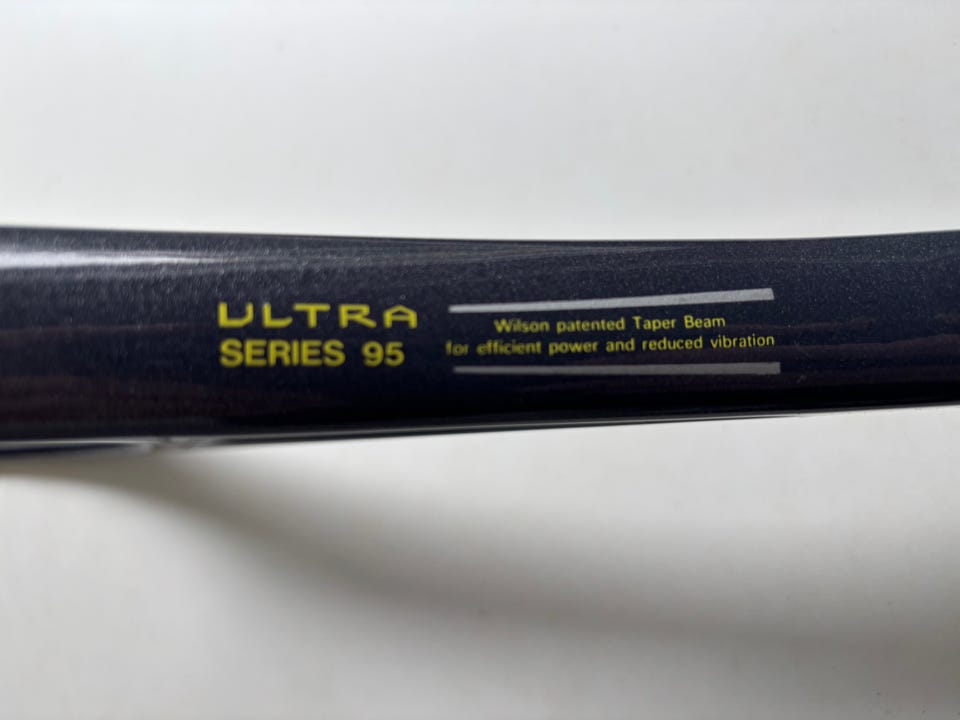 ULTRA
SERIES 95
Wilson patented Taper Beam
for efficient power and reduced vibration